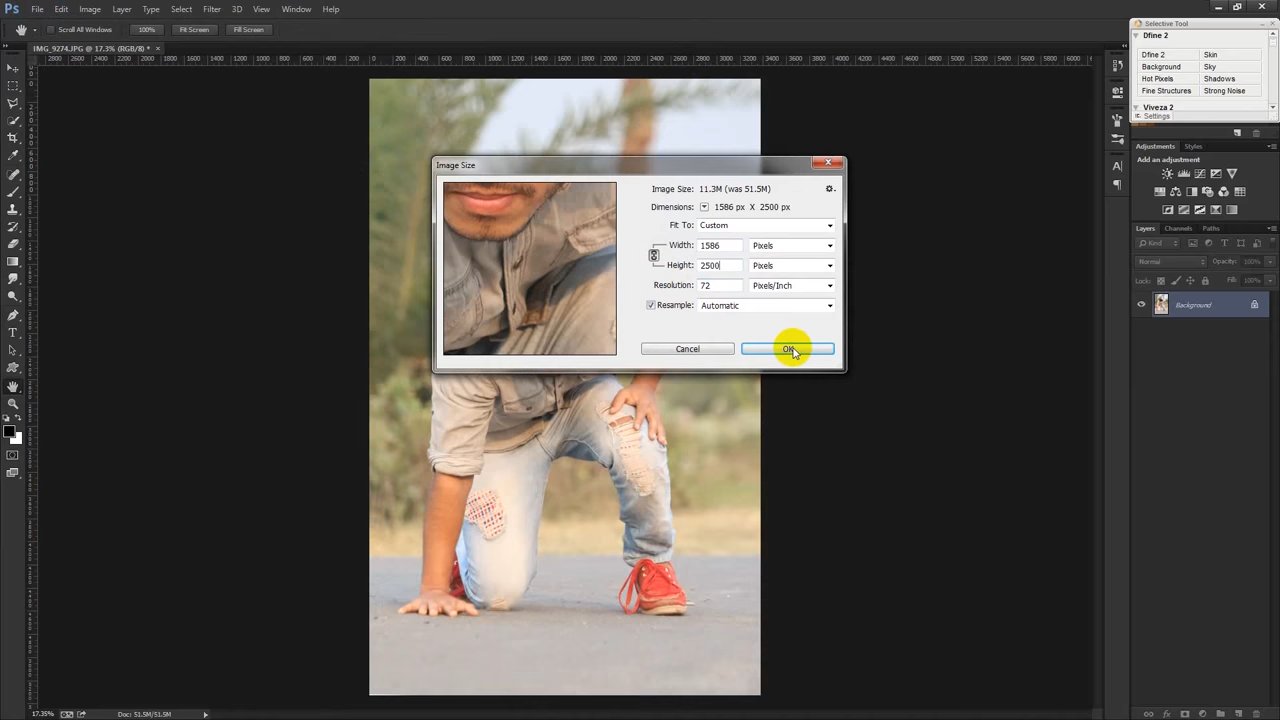 Ps File Edit Image Layer Type Select Filter 3D View Window Help
Scroll All Windows 100% Fit Screen Fill Screen
IMG_9274.JPG @ 17.3% (RGB/8) * ×
Selective Tool
Dfine 2
Dfine 2 Skin
Background Sky
Hot Pixels Shadows
Fine Structures Strong Noise
Viveza 2
Settings
Adjustments Styles
Add an adjustment
Layers Channels Paths
Kind
Normal Opacity: 100%
Lock: Fill: 100%
Background
Image Size
Image Size: 11.3M (was 51.5M)
Dimensions: 1586 px X 2500 px
Fit To: Custom
Width: 1586 Pixels
Height: 2500 Pixels
Resolution: 72 Pixels/Inch
Resample: Automatic
Cancel OK
17.35% Doc: 51.5M/51.5M